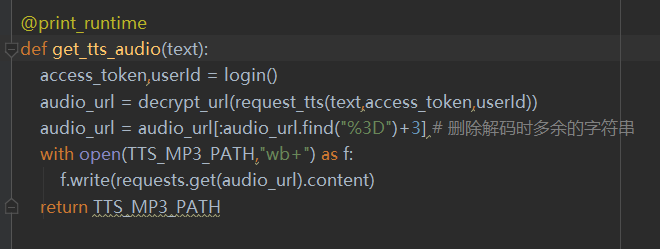 @print_runtime
def get_tts_audio(text):
access_token,userId = login()
audio_url = decrypt_url(request_tts(text,access_token,userId))
audio_url = audio_url[:audio_url.find("%3D")+3] # 删除解码时多余的字符串
with open(TTS_MP3_PATH,"wb+") as f:
f.write(requests.get(audio_url).content)
return TTS_MP3_PATH